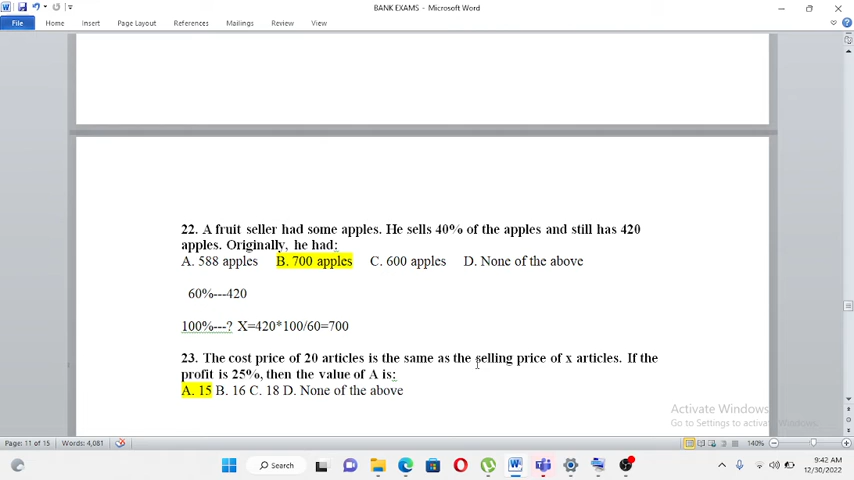 BANK EXAMS - Microsoft Word
File Home Insert Page Layout References Mailings Review View
22. A fruit seller had some apples. He sells 40% of the apples and still has 420
apples. Originally, he had:
A. 588 apples B. 700 apples C. 600 apples D. None of the above
60%---420
100%---? X=420*100/60=700
23. The cost price of 20 articles is the same as the selling price of x articles. If the
profit is 25%, then the value of A is:
A. 15 B. 16 C. 18 D. None of the above
Activate Windows
Go to Settings to activate Windows.
Page: 11 of 15 Words: 4,081 140%
Search
9:42 AM
12/30/2022